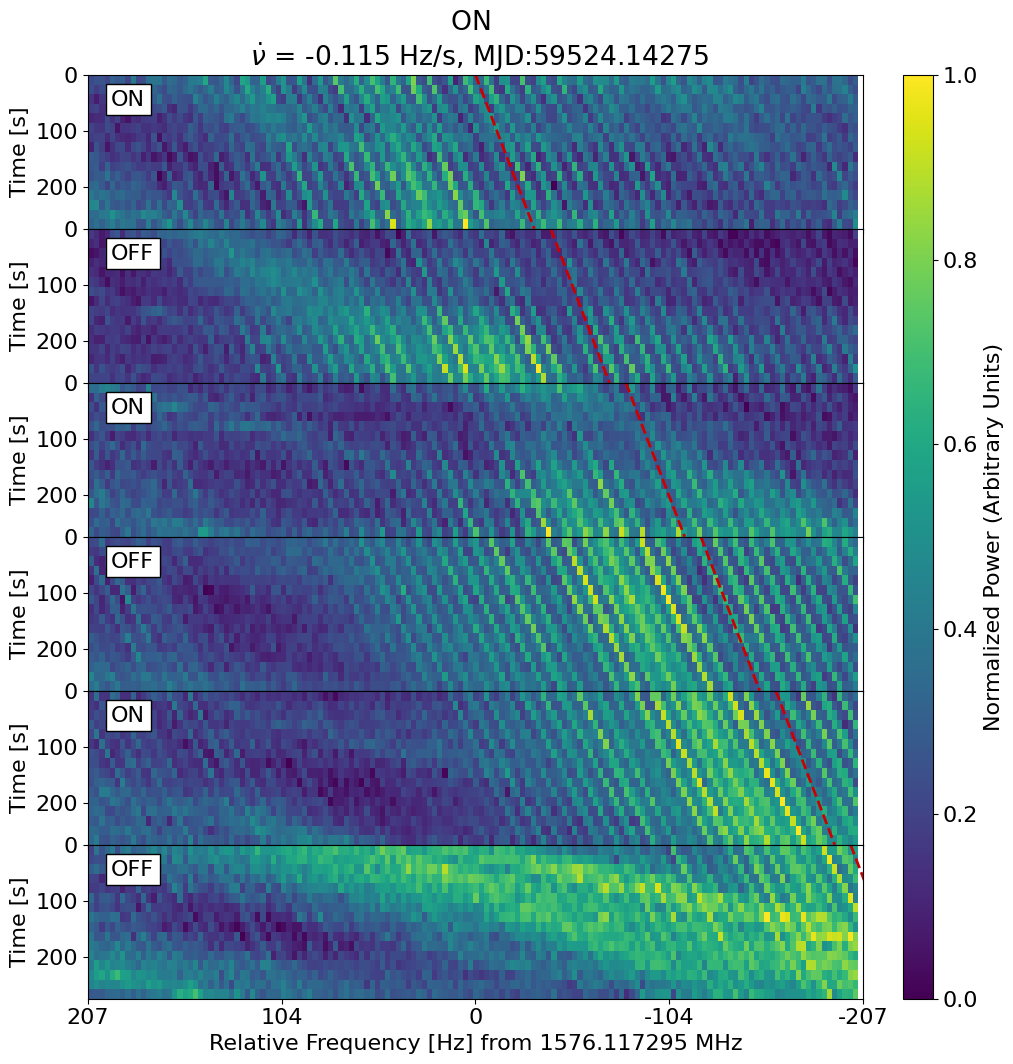 ON
ν̇ = -0.115 Hz/s, MJD:59524.14275
ON
OFF
ON
OFF
ON
OFF
Time [s]
0
100
200
Time [s]
0
100
200
Time [s]
0
100
200
Time [s]
0
100
200
Time [s]
0
100
200
Time [s]
0
100
200
207
104
0
-104
-207
Relative Frequency [Hz] from 1576.117295 MHz
1.0
0.8
0.6
0.4
0.2
0.0
Normalized Power (Arbitrary Units)